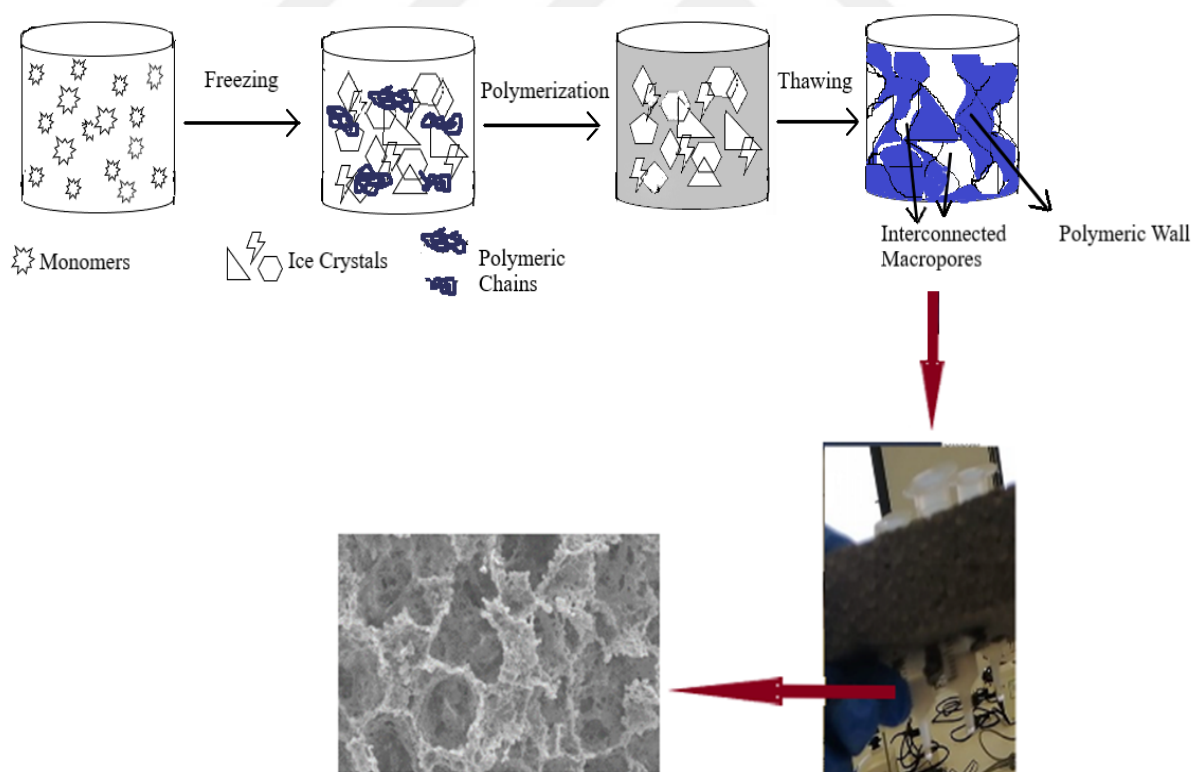 Freezing
Polymerization
Thawing
Monomers
Ice Crystals
Polymeric
Chains
Interconnected
Macropores
Polymeric Wall